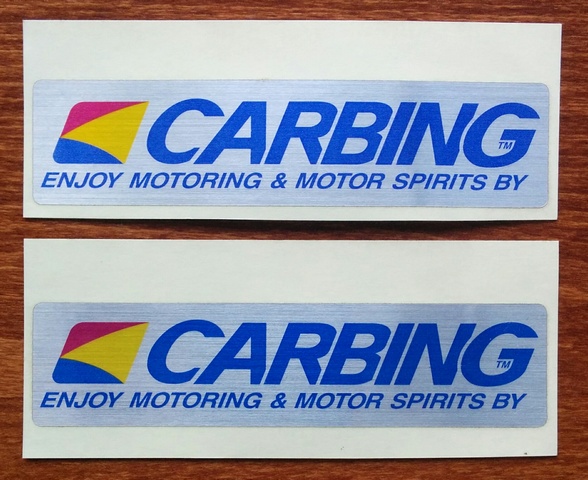 CARBING TM
ENJOY MOTORING & MOTOR SPIRITS BY
CARBING TM
ENJOY MOTORING & MOTOR SPIRITS BY